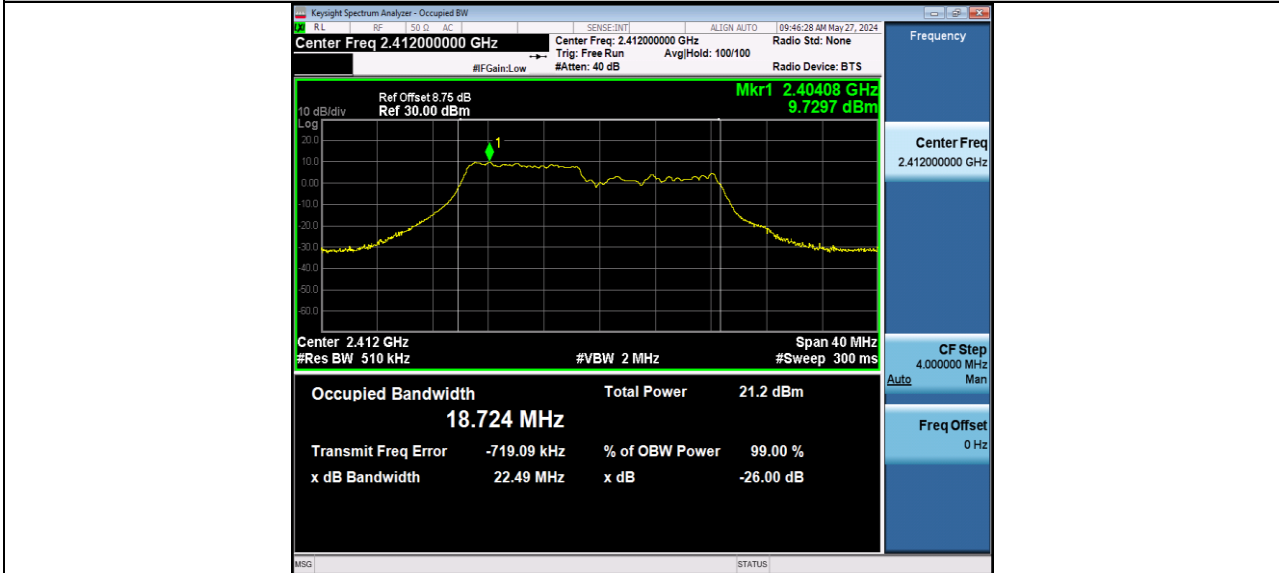 Keysight Spectrum Analyzer - Occupied BW
RL RF 50 Ω AC SENSE:INT ALIGN AUTO 09:46:28 AM May 27, 2024
Center Freq 2.412000000 GHz
Center Freq: 2.412000000 GHz Radio Std: None
Trig: Free Run Avg|Hold: 100/100
#IFGain:Low #Atten: 40 dB Radio Device: BTS
Frequency
Mkr1 2.40408 GHz
9.7297 dBm
Ref Offset 8.75 dB
10 dB/div Ref 30.00 dBm
Log
20.0
10.0
0.00
-10.0
-20.0
-30.0
-40.0
-50.0
-60.0
1
Center 2.412 GHz Span 40 MHz
#Res BW 510 kHz #VBW 2 MHz #Sweep 300 ms
Occupied Bandwidth Total Power 21.2 dBm
18.724 MHz
Transmit Freq Error -719.09 kHz % of OBW Power 99.00 %
x dB Bandwidth 22.49 MHz x dB -26.00 dB
Center Freq
2.412000000 GHz
CF Step
4.000000 MHz
Auto Man
Freq Offset
0 Hz
MSG STATUS